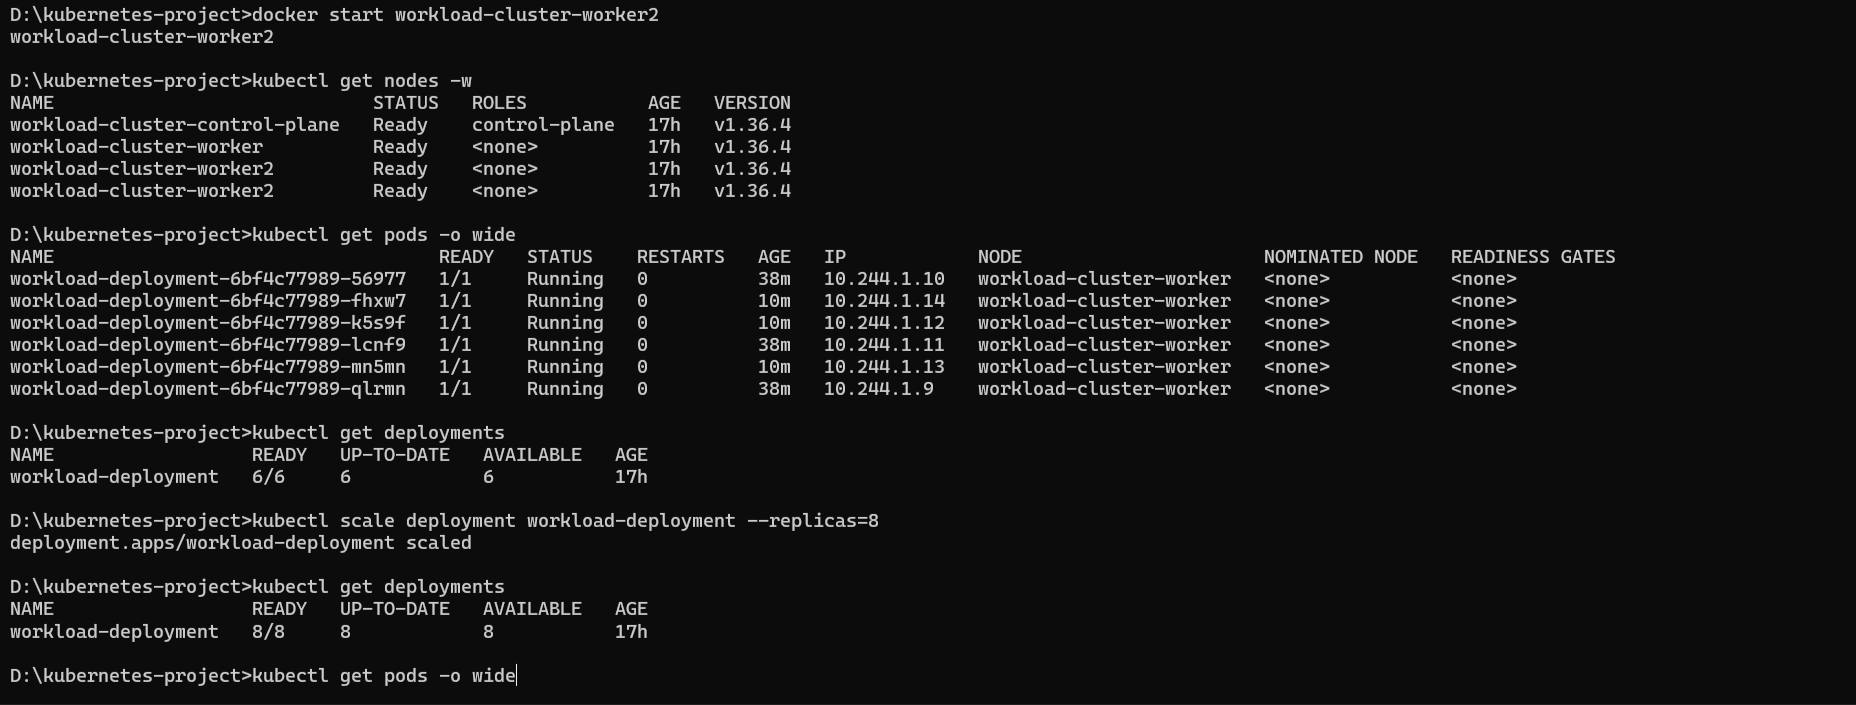 D:\kubernetes-project>docker start workload-cluster-worker2
workload-cluster-worker2
D:\kubernetes-project>kubectl get nodes -w
NAME STATUS ROLES AGE VERSION
workload-cluster-control-plane Ready control-plane 17h v1.36.4
workload-cluster-worker Ready <none> 17h v1.36.4
workload-cluster-worker2 Ready <none> 17h v1.36.4
workload-cluster-worker2 Ready <none> 17h v1.36.4
D:\kubernetes-project>kubectl get pods -o wide
NAME READY STATUS RESTARTS AGE IP NODE NOMINATED NODE READINESS GATES
workload-deployment-6bf4c77989-56977 1/1 Running 0 38m 10.244.1.10 workload-cluster-worker <none> <none>
workload-deployment-6bf4c77989-fhxw7 1/1 Running 0 10m 10.244.1.14 workload-cluster-worker <none> <none>
workload-deployment-6bf4c77989-k5s9f 1/1 Running 0 10m 10.244.1.12 workload-cluster-worker <none> <none>
workload-deployment-6bf4c77989-lcnf9 1/1 Running 0 38m 10.244.1.11 workload-cluster-worker <none> <none>
workload-deployment-6bf4c77989-mn5mn 1/1 Running 0 10m 10.244.1.13 workload-cluster-worker <none> <none>
workload-deployment-6bf4c77989-qlrmn 1/1 Running 0 38m 10.244.1.9 workload-cluster-worker <none> <none>
D:\kubernetes-project>kubectl get deployments
NAME READY UP-TO-DATE AVAILABLE AGE
workload-deployment 6/6 6 6 17h
D:\kubernetes-project>kubectl scale deployment workload-deployment --replicas=8
deployment.apps/workload-deployment scaled
D:\kubernetes-project>kubectl get deployments
NAME READY UP-TO-DATE AVAILABLE AGE
workload-deployment 8/8 8 8 17h
D:\kubernetes-project>kubectl get pods -o wide